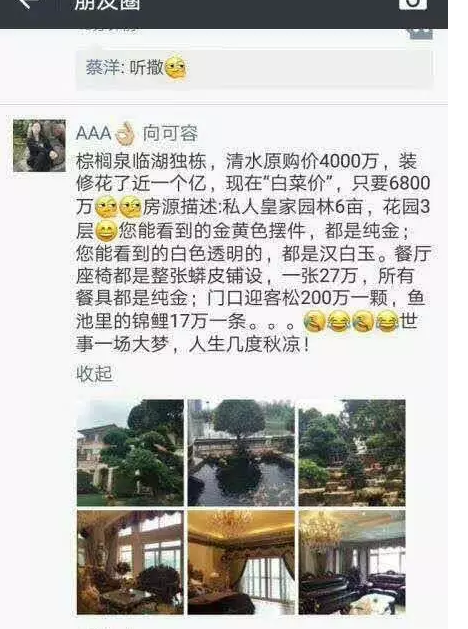 朋友圈
蔡洋: 听撒
AAA👌🏻 向可容
棕榈泉临湖独栋，清水原购价4000万，装
修花了近一个亿，现在“白菜价”，只要6800
万🤔🤔房源描述:私人皇家园林6亩，花园3
层😄您能看到的金黄色摆件，都是纯金；
您能看到的白色透明的，都是汉白玉。餐厅
座椅都是整张蟒皮铺设，一张27万，所有
餐具都是纯金；门口迎客松200万一颗，鱼
池里的锦鲤17万一条。。。🤣😂🤣😂世
事一场大梦，人生几度秋凉！
收起